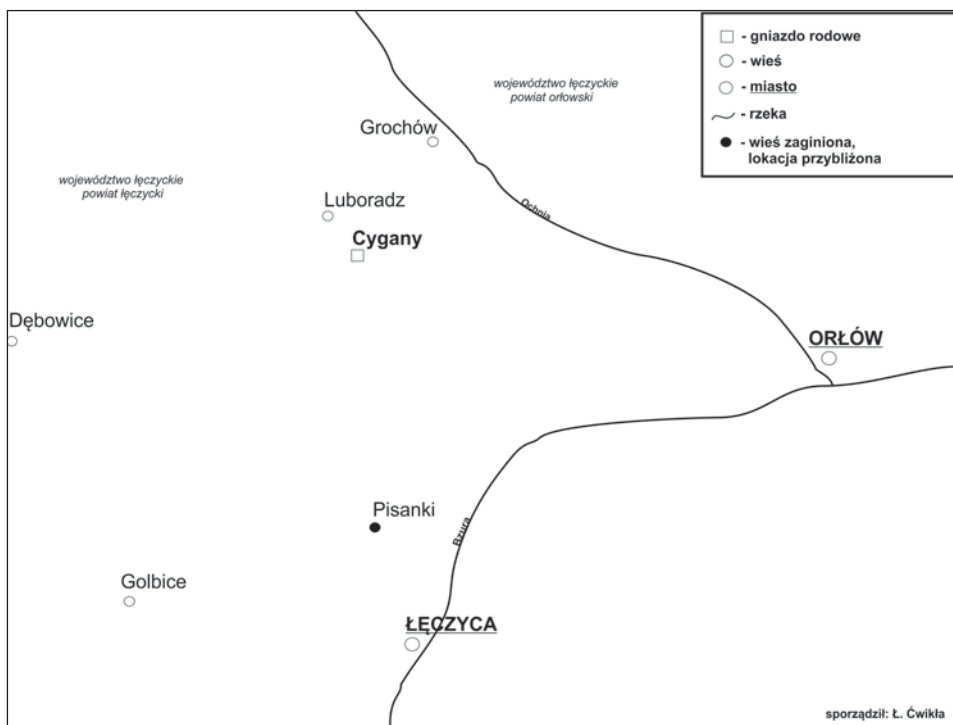 - gniazdo rodowe
- wieś
- miasto
- rzeka
- wieś zaginiona,
lokacja przybliżona
województwo łęczyckie
powiat orłowski
Grochów
województwo łęczyckie
powiat łęczycki
Luboradz
Ochnia
Cygany
Dębowice
ORŁÓW
Pisanki
Bzura
Golbice
ŁĘCZYCA
sporządził: Ł. Ćwikła